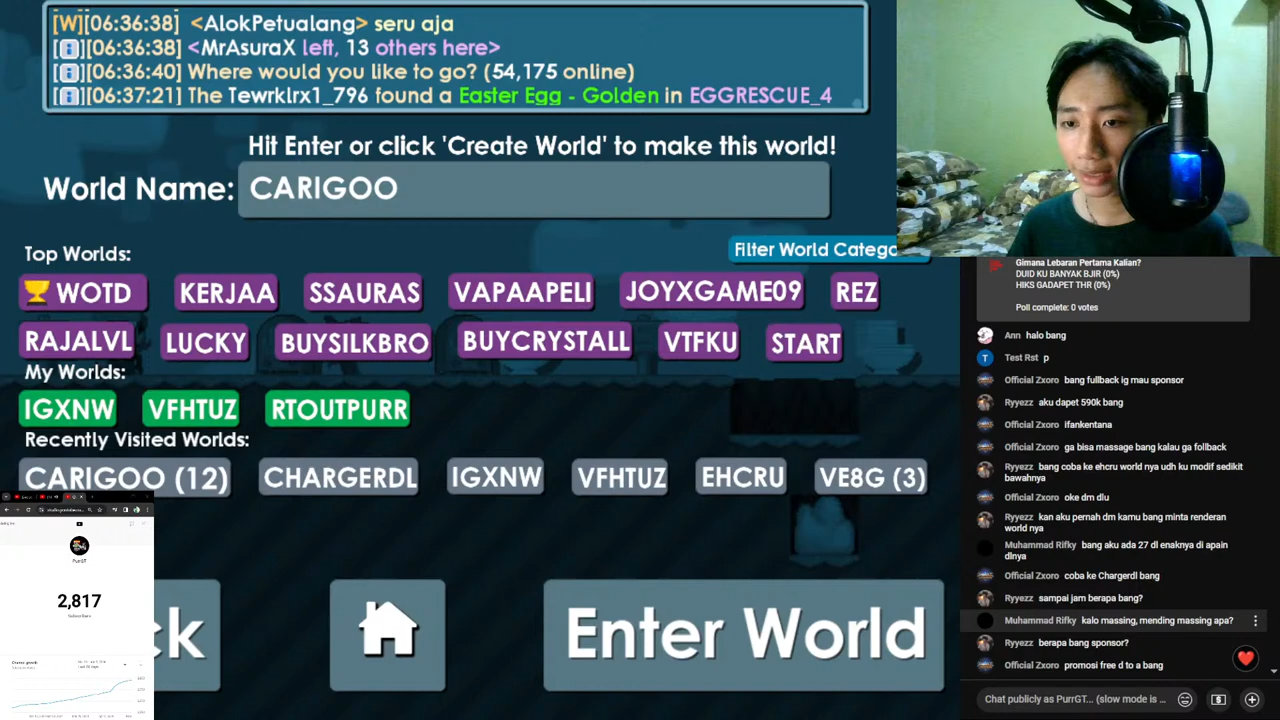 [W][06:36:38] <AlokPetualang> seru aja
[06:36:38] <MrAsuraX left, 13 others here>
[06:36:40] Where would you like to go? (54,175 online)
[06:37:21] The Tewrklrx1_796 found a Easter Egg - Golden in EGGRESCUE_4
Hit Enter or click 'Create World' to make this world!
World Name: CARIGOO
Top Worlds:
Filter World Catego
WOTD KERJAA SSAURAS VAPAAPELI JOYXGAME09 REZ
RAJALVL LUCKY BUYSILKBRO BUYCRYSTALL VTFKU START
My Worlds:
IGXNW VFHTUZ RTOUTPURR
Recently Visited Worlds:
CARIGOO (12) CHARGERDL IGXNW VFHTUZ EHCRU VE8G (3)
PurrGT
2,817
ck
Enter World
Gimana Lebaran Pertama Kalian?
DUID KU BANYAK BJIR (0%)
HIKS GADAPET THR (0%)
Poll complete: 0 votes
Ann halo bang
T Test Rst p
Official Zxoro bang fullback ig mau sponsor
Ryyezz aku dapet 590k bang
Official Zxoro ifankentana
Official Zxoro ga bisa massage bang kalau ga follback
Ryyezz bang coba ke ehcru world nya udh ku modif sedikit
bawahnya
Official Zxoro oke dm dlu
Ryyezz kan aku pernah dm kamu bang minta renderan
world nya
Muhammad Rifky bang aku ada 27 dl enaknya di apain
dlnya
Official Zxoro coba ke Chargerdl bang
Ryyezz sampai jam berapa bang?
Muhammad Rifky kalo massing, mending massing apa?
Ryyezz berapa bang sponsor?
Official Zxoro promosi free d to a bang
Chat publicly as PurrGT... (slow mode is ...